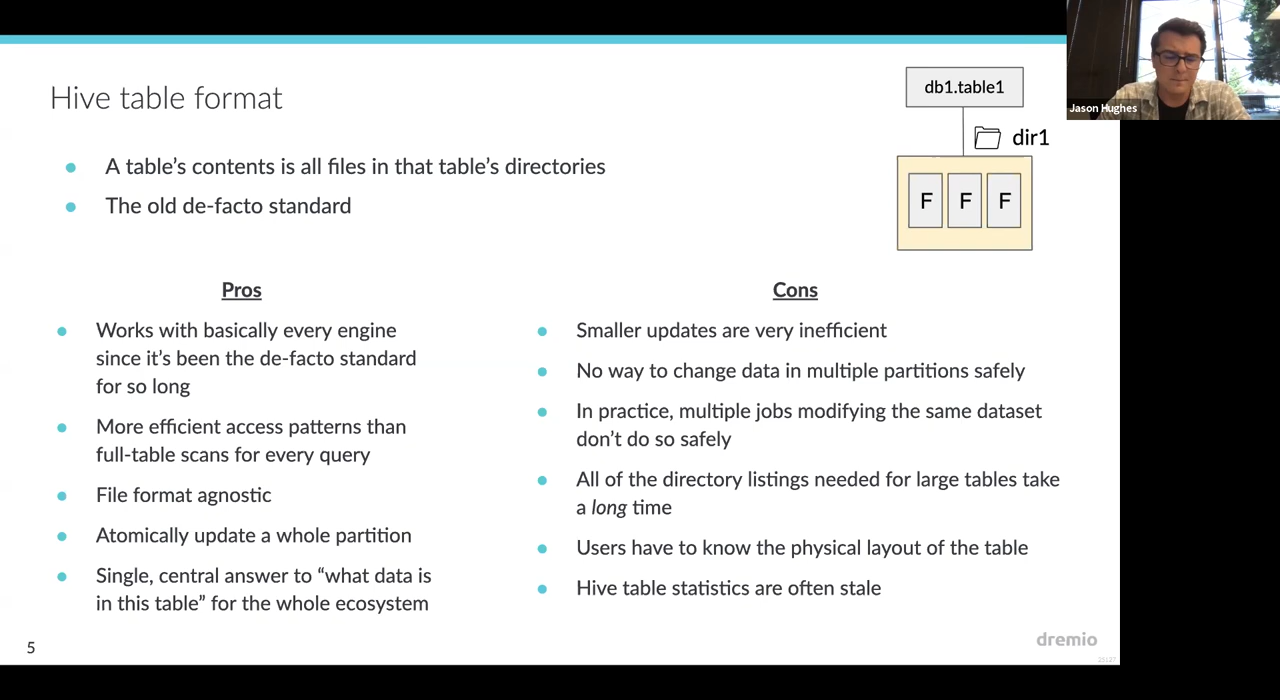 Hive table format
db1.table1
Jason Hughes
dir1
• A table's contents is all files in that table's directories
• The old de-facto standard
F F F
Pros
• Works with basically every engine
since it's been the de-facto standard
for so long
• More efficient access patterns than
full-table scans for every query
• File format agnostic
• Atomically update a whole partition
• Single, central answer to “what data is
in this table” for the whole ecosystem
Cons
• Smaller updates are very inefficient
• No way to change data in multiple partitions safely
• In practice, multiple jobs modifying the same dataset
don't do so safely
• All of the directory listings needed for large tables take
a long time
• Users have to know the physical layout of the table
• Hive table statistics are often stale
5
dremio